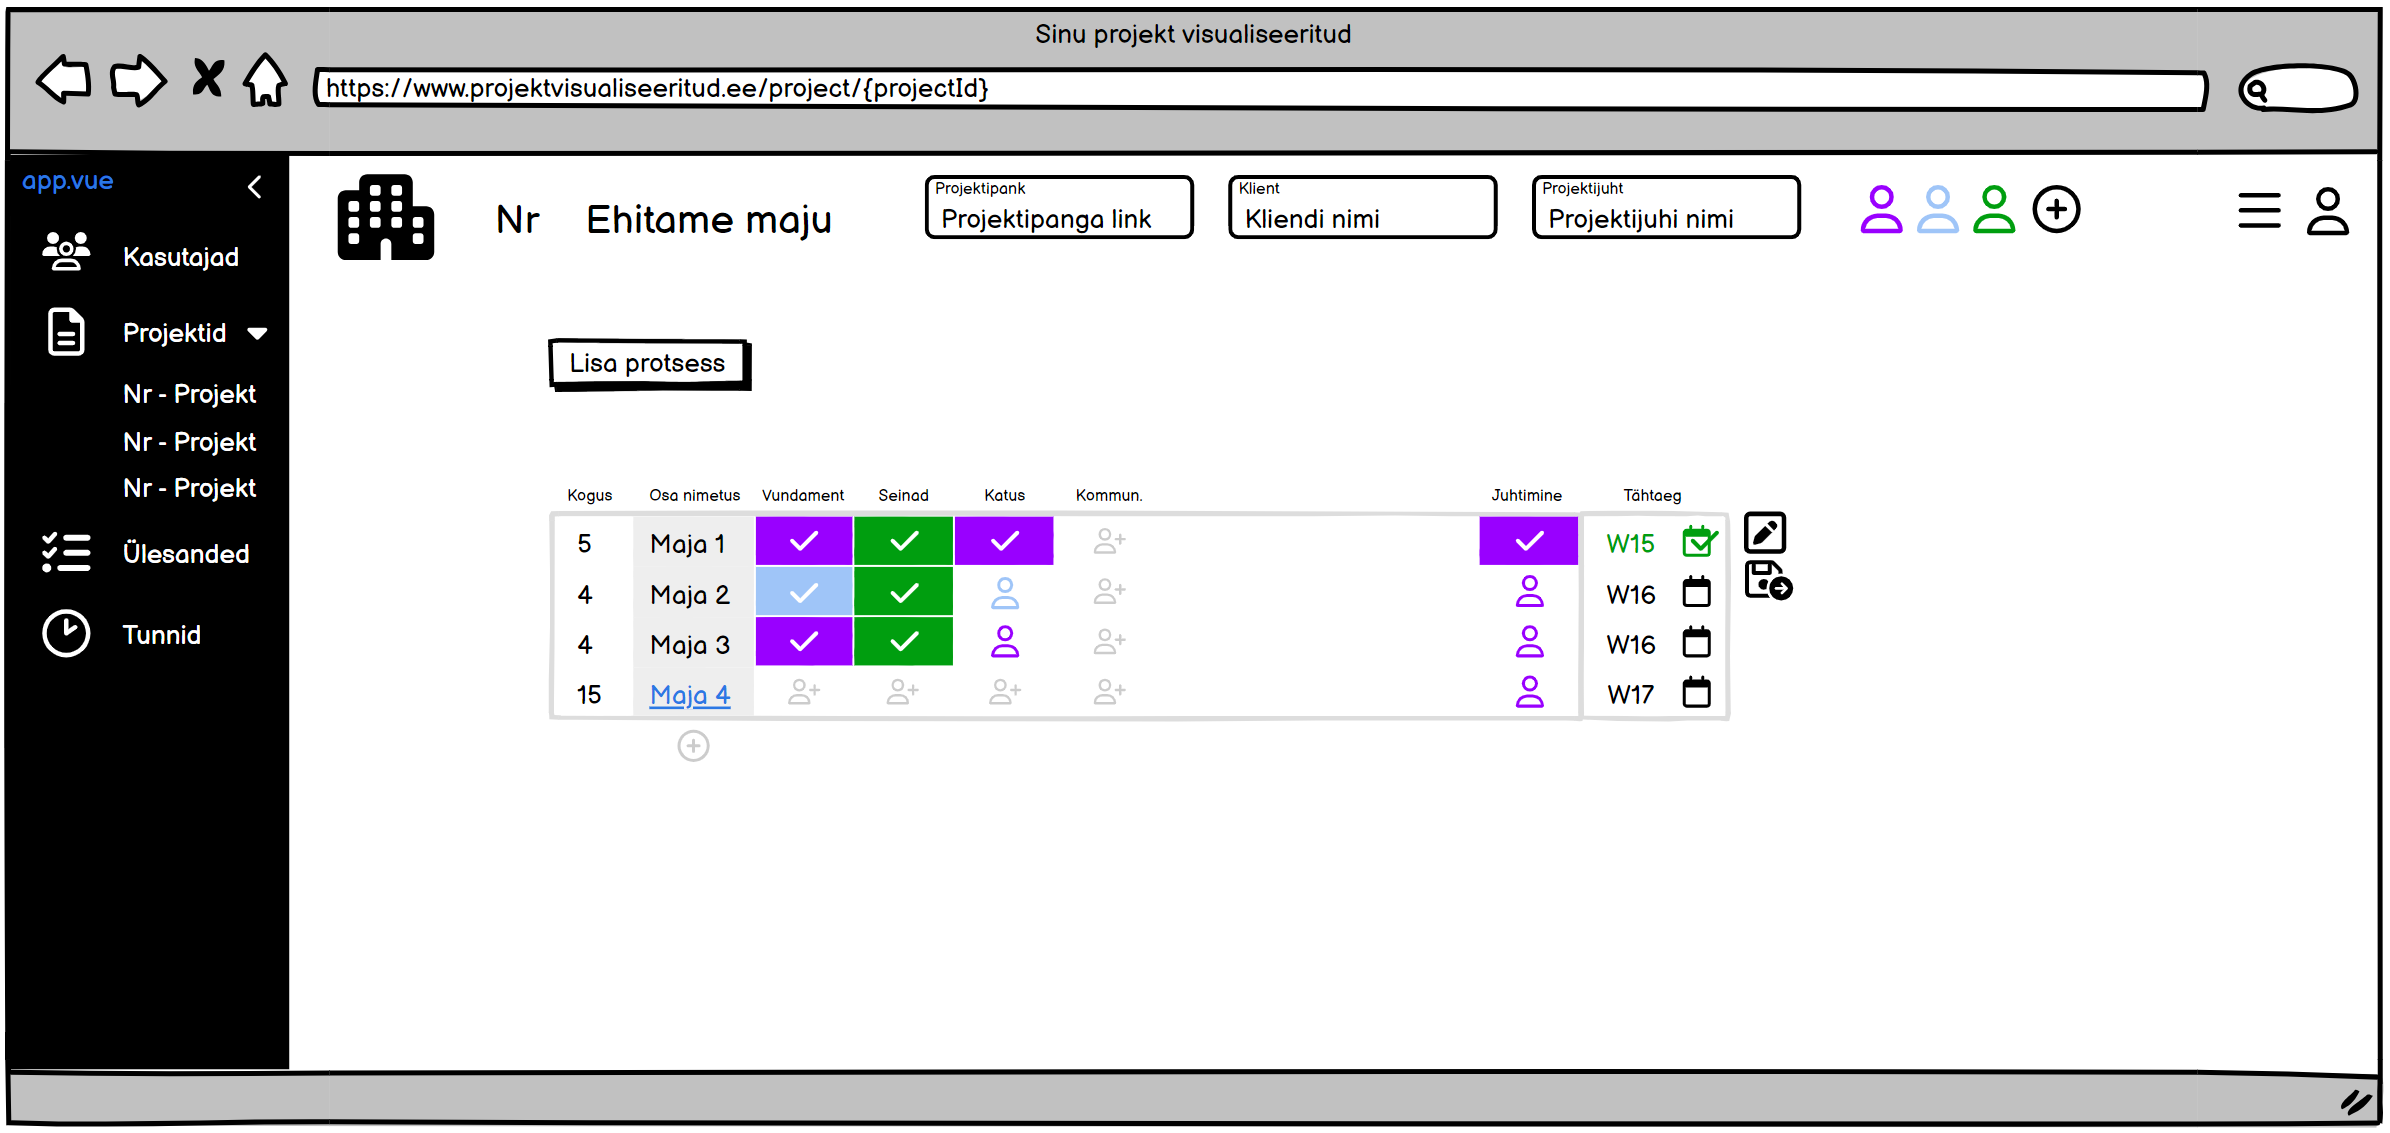 Sinu projekt visualiseeritud
https://www.projektvisualiseeritud.ee/project/{projectId}
app.vue
Kasutajad
Projektid
Nr - Projekt
Nr - Projekt
Nr - Projekt
Ülesanded
Tunnid
Nr Ehitame maju
Projektipank
Projektipanga link
Klient
Kliendi nimi
Projektijuht
Projektijuhi nimi
Lisa protsess
Kogus Osa nimetus Vundament Seinad Katus Kommun. Juhtimine Tähtaeg
5 Maja 1 W15
4 Maja 2 W16
4 Maja 3 W16
15 Maja 4 W17